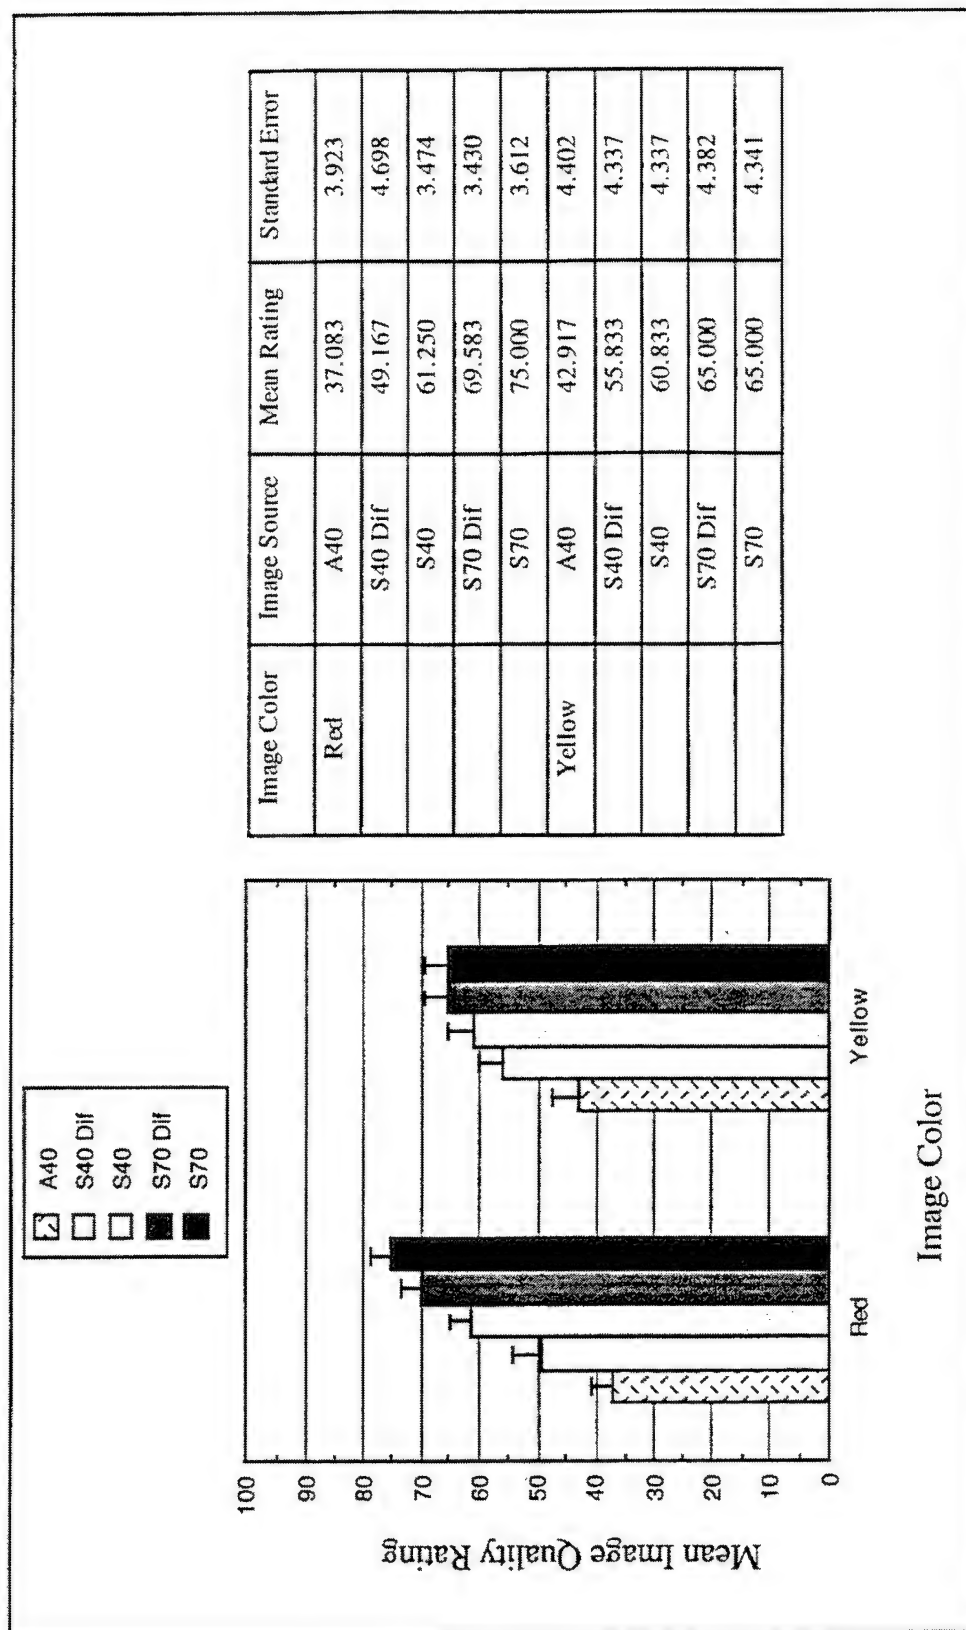 A40
S40 Dif
S40
S70 Dif
S70
Mean Image Quality Rating
100
90
80
70
60
50
40
30
20
10
0
Red Yellow
Image Color
Image Color Image Source Mean Rating Standard Error
Red A40 37.083 3.923
S40 Dif 49.167 4.698
S40 61.250 3.474
S70 Dif 69.583 3.430
S70 75.000 3.612
Yellow A40 42.917 4.402
S40 Dif 55.833 4.337
S40 60.833 4.337
S70 Dif 65.000 4.382
S70 65.000 4.341